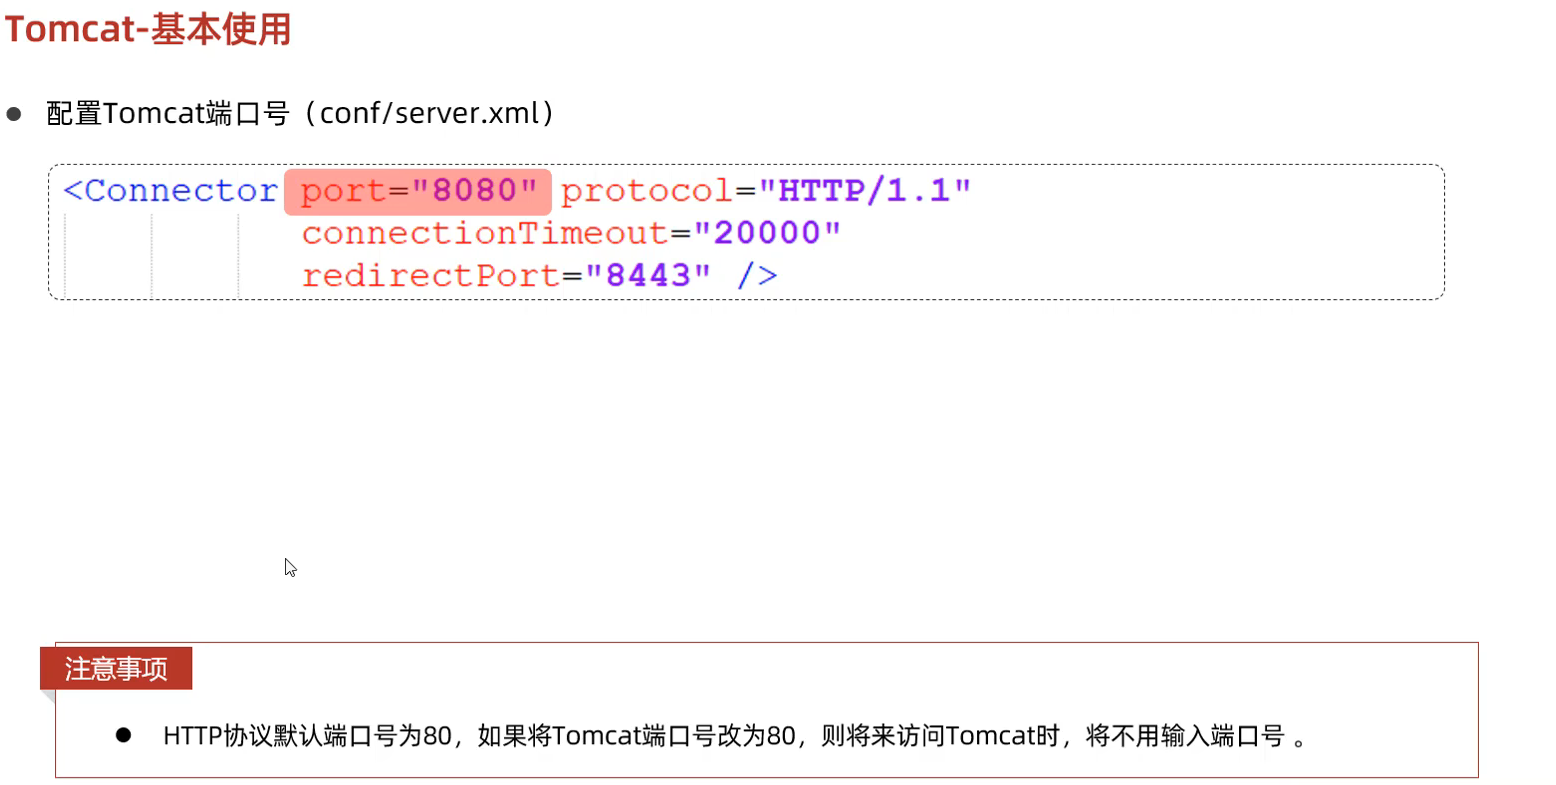 Tomcat-基本使用
配置Tomcat端口号（conf/server.xml）
<Connector port="8080" protocol="HTTP/1.1"
connectionTimeout="20000"
redirectPort="8443" />
注意事项
HTTP协议默认端口号为80，如果将Tomcat端口号改为80，则将来访问Tomcat时，将不用输入端口号 。